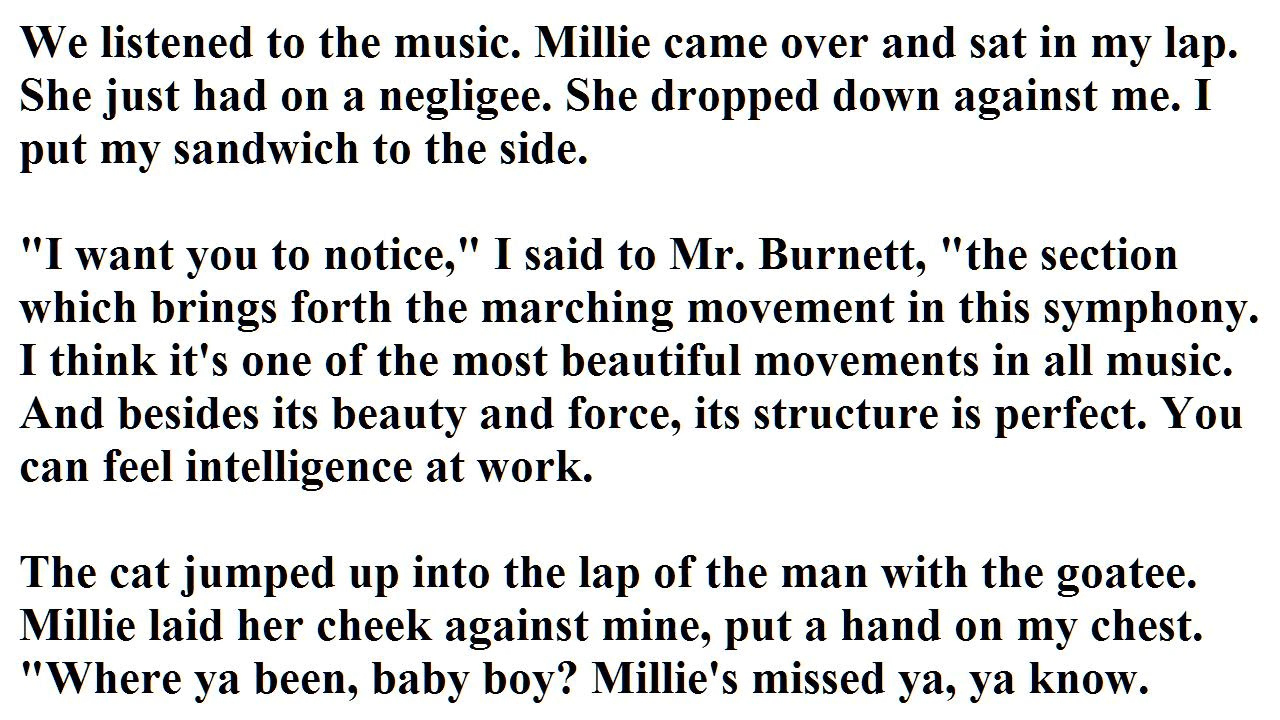 We listened to the music. Millie came over and sat in my lap.
She just had on a negligee. She dropped down against me. I
put my sandwich to the side.
"I want you to notice," I said to Mr. Burnett, "the section
which brings forth the marching movement in this symphony.
I think it's one of the most beautiful movements in all music.
And besides its beauty and force, its structure is perfect. You
can feel intelligence at work.
The cat jumped up into the lap of the man with the goatee.
Millie laid her cheek against mine, put a hand on my chest.
"Where ya been, baby boy? Millie's missed ya, ya know.